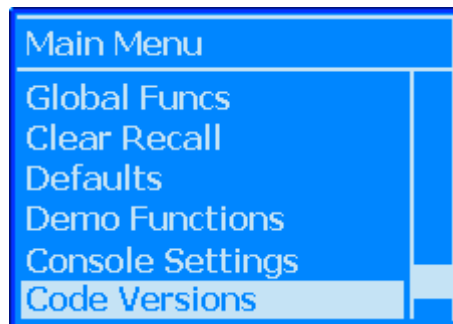 Main Menu
Global Funcs
Clear Recall
Defaults
Demo Functions
Console Settings
Code Versions